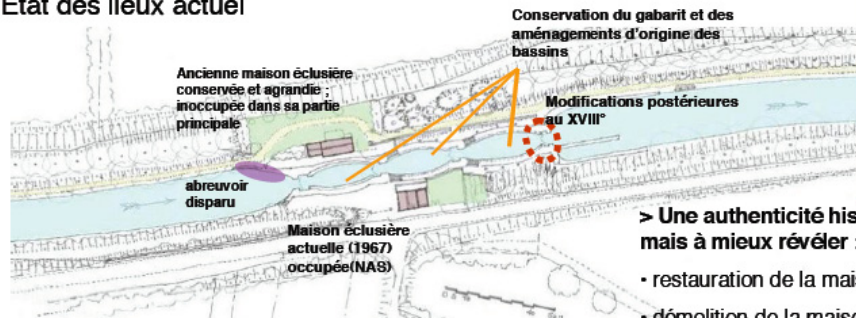 Etat des lieux actuel
Conservation du gabarit et des
aménagements d'origine des
bassins
Ancienne maison éclusière
conservée et agrandie ;
inoccupée dans sa partie
principale
Modifications postérieures
au XVIII°
abreuvoir
disparu
Maison éclusière
actuelle (1967)
occupée(NAS)
> Une authenticité his
mais à mieux révéler :
• restauration de la mais
• démolition de la maiso